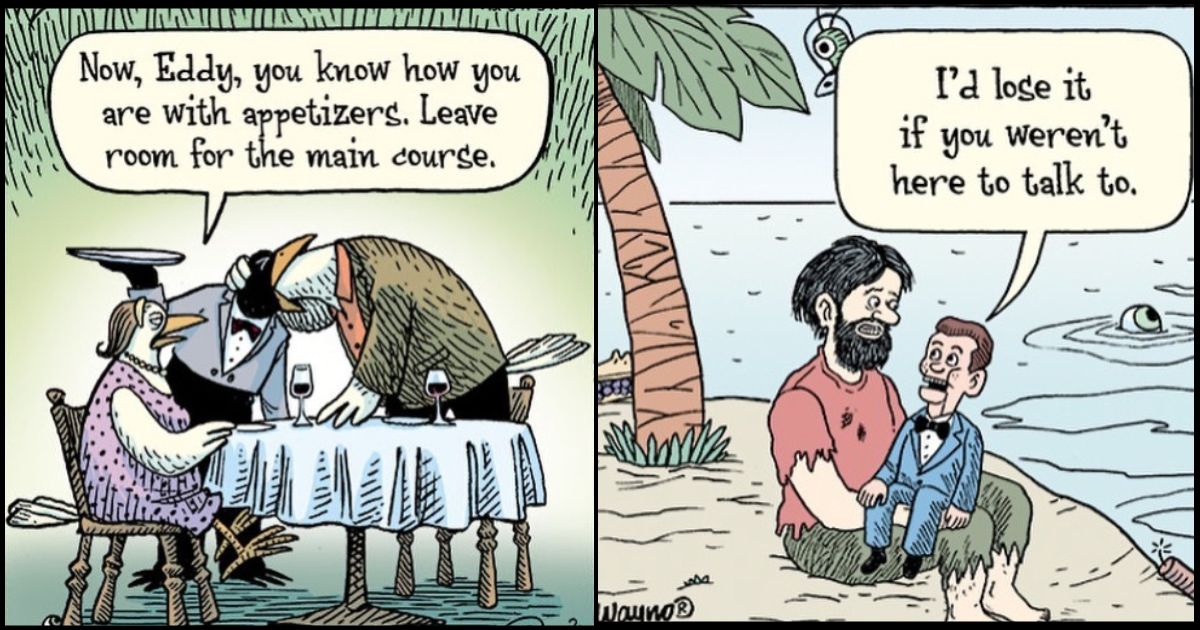 Now, Eddy, you know how you
are with appetizers. Leave
room for the main course.
I'd lose it
if you weren't
here to talk to.
Wayno®